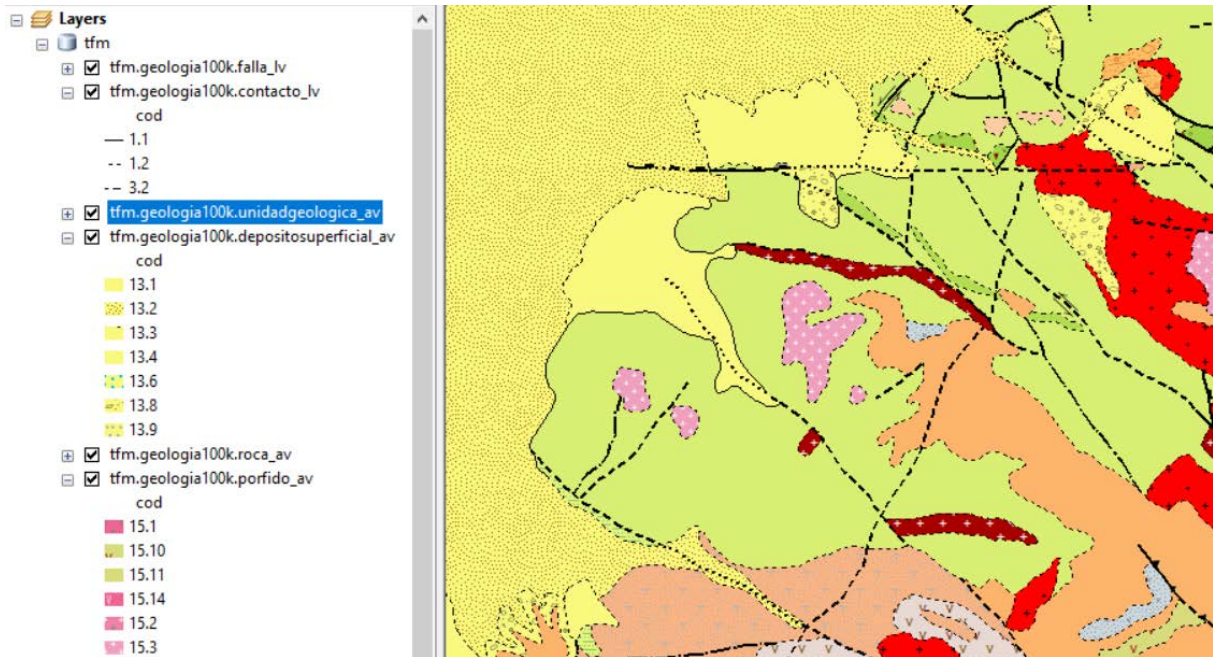 Layers
tfm
tfm.geologia100k.falla_lv
tfm.geologia100k.contacto_lv
cod
1.1
1.2
3.2
tfm.geologia100k.unidadgeologica_av
tfm.geologia100k.depositosuperficial_av
cod
13.1
13.2
13.3
13.4
13.6
13.8
13.9
tfm.geologia100k.roca_av
tfm.geologia100k.porfido_av
cod
15.1
15.10
15.11
15.14
15.2
15.3